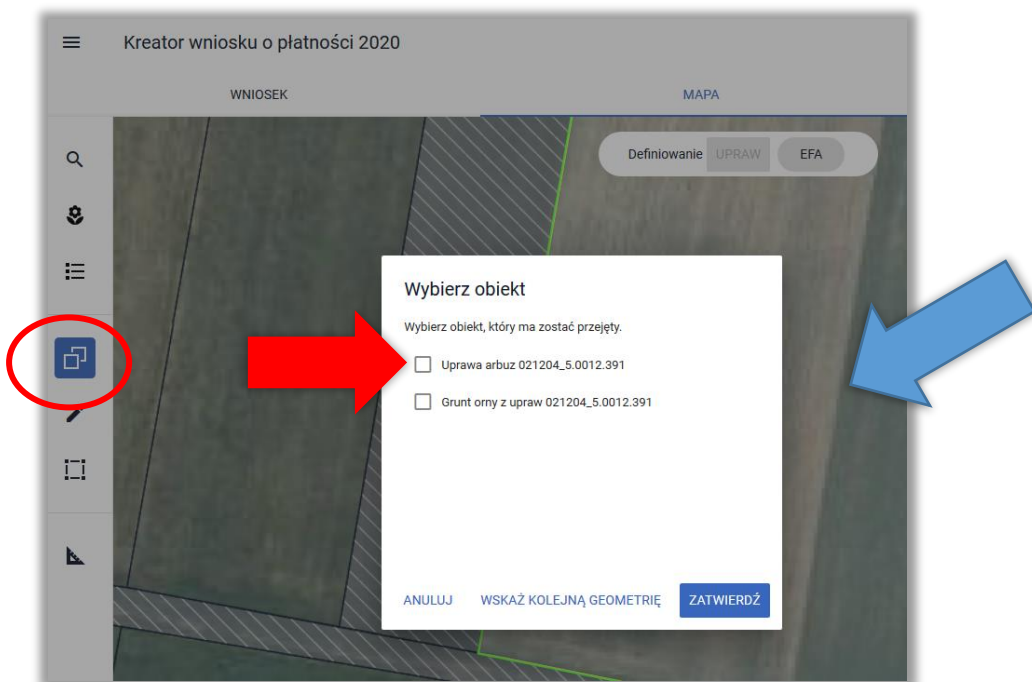 Kreator wniosku o płatności 2020
WNIOSEK
MAPA
Definiowanie UPRAW EFA
Wybierz obiekt
Wybierz obiekt, który ma zostać przejęty.
Uprawa arbuz 021204_5.0012.391
Grunt orny z upraw 021204_5.0012.391
ANULUJ WSKAŻ KOLEJNĄ GEOMETRIĘ ZATWIERDŹ